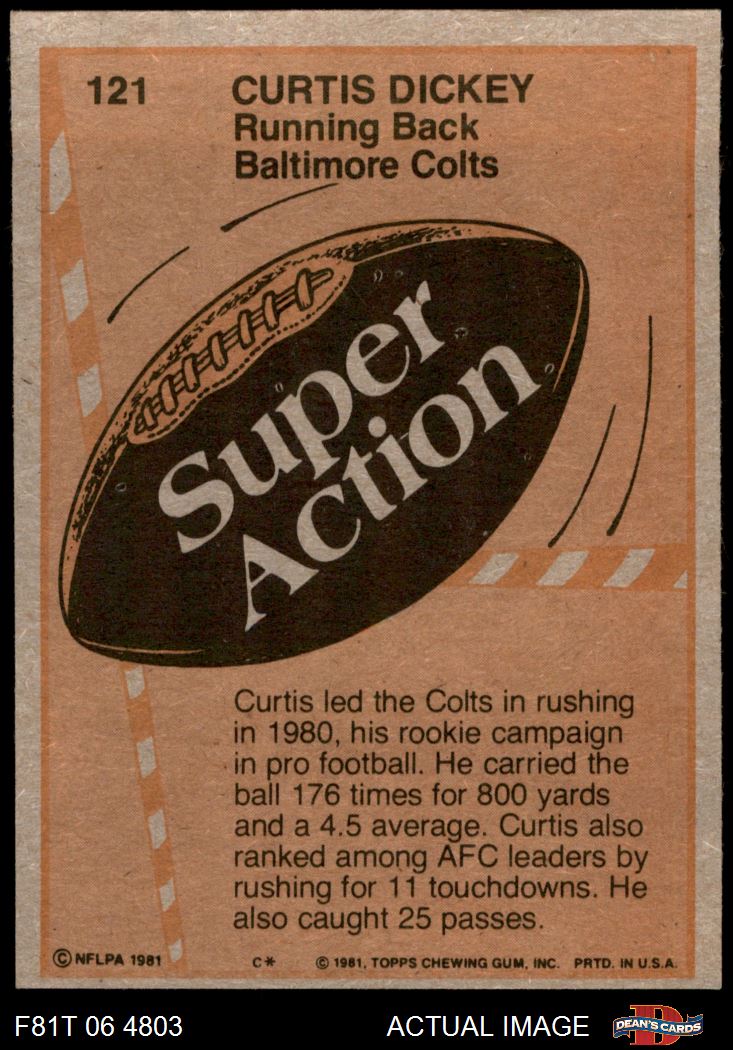 121
CURTIS DICKEY
Running Back
Baltimore Colts
Super
Action
Curtis led the Colts in rushing
in 1980, his rookie campaign
in pro football. He carried the
ball 176 times for 800 yards
and a 4.5 average. Curtis also
ranked among AFC leaders by
rushing for 11 touchdowns. He
also caught 25 passes.
© NFLPA 1981 C* © 1981, TOPPS CHEWING GUM, INC. PRTD. IN U.S.A.
F81T 06 4803 ACTUAL IMAGE D DEAN'S CARDS